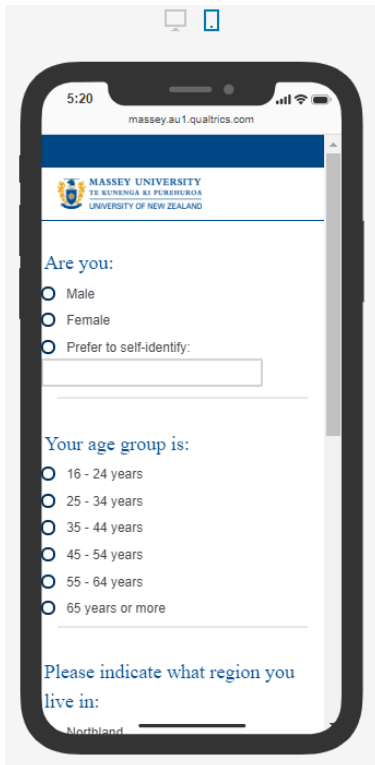 5:20
massey.au1.qualtrics.com
MASSEY UNIVERSITY
TE KUNENGA KI PUREHUROA
UNIVERSITY OF NEW ZEALAND
Are you:
Male
Female
Prefer to self-identify:
Your age group is:
16 - 24 years
25 - 34 years
35 - 44 years
45 - 54 years
55 - 64 years
65 years or more
Please indicate what region you
live in:
Northland